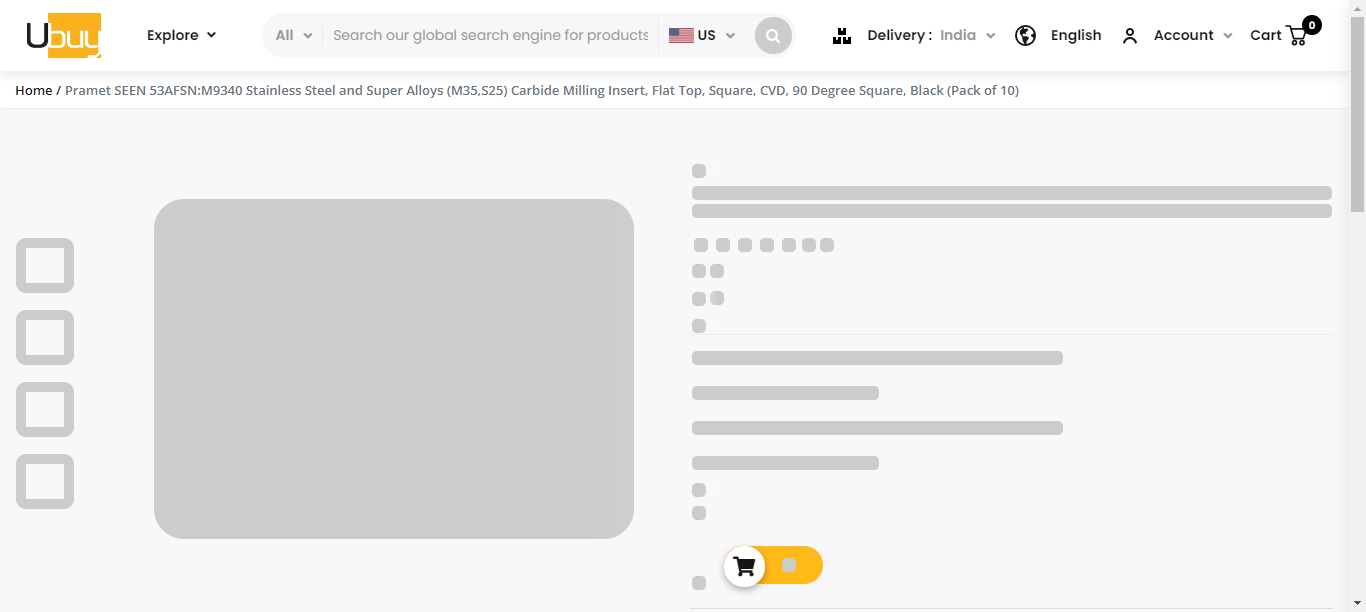 Ubuy
Explore
All
Search our global search engine for products
US
Delivery : India
English
Account
Cart
0
Home / Pramet SEEN 53AFSN:M9340 Stainless Steel and Super Alloys (M35,S25) Carbide Milling Insert, Flat Top, Square, CVD, 90 Degree Square, Black (Pack of 10)